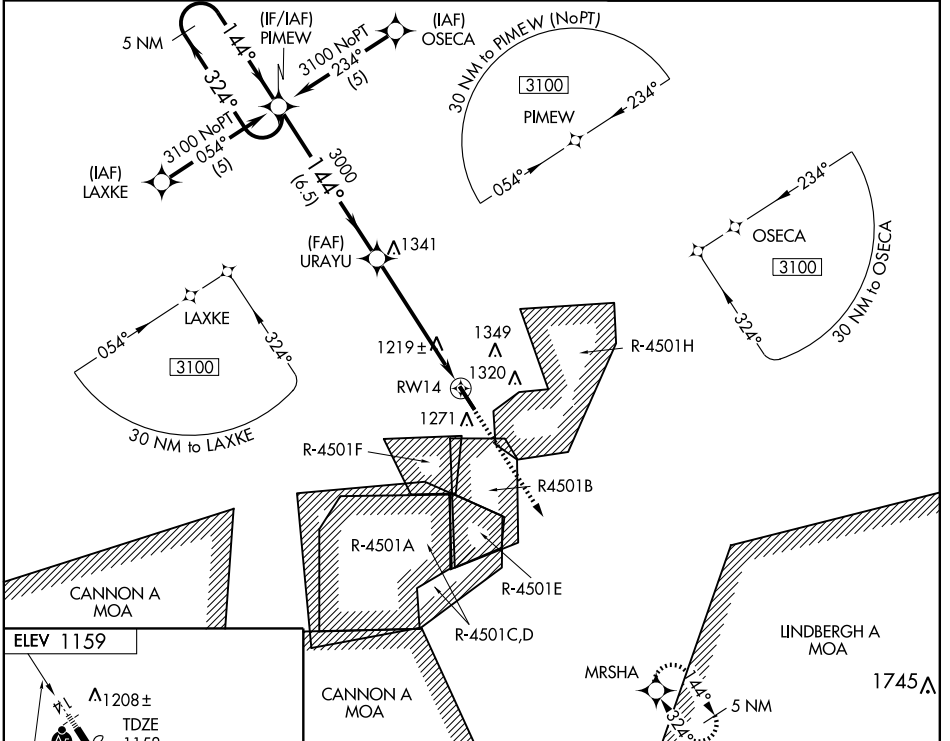 5 NM
144°
324°
(IF/IAF)
PIMEW
(IAF)
OSECA
3100 NoPT
234°
(5)
3100 NoPT
054°
(5)
(IAF)
LAXKE
3000
144°
(6.5)
(FAF)
URAYU
1341
30 NM to PIMEW (NoPT)
3100
PIMEW
234°
054°
234°
OSECA
3100
324°
30 NM to OSECA
054°
LAXKE
324°
3100
30 NM to LAXKE
1219±
1349
1320
RW14
1271
R-4501H
R-4501F
R4501B
R-4501A
R-4501E
R-4501C,D
CANNON A
MOA
CANNON A
MOA
LINDBERGH A
MOA
1745
MRSHA
144°
324°
5 NM
ELEV 1159
14
1208±
TDZE